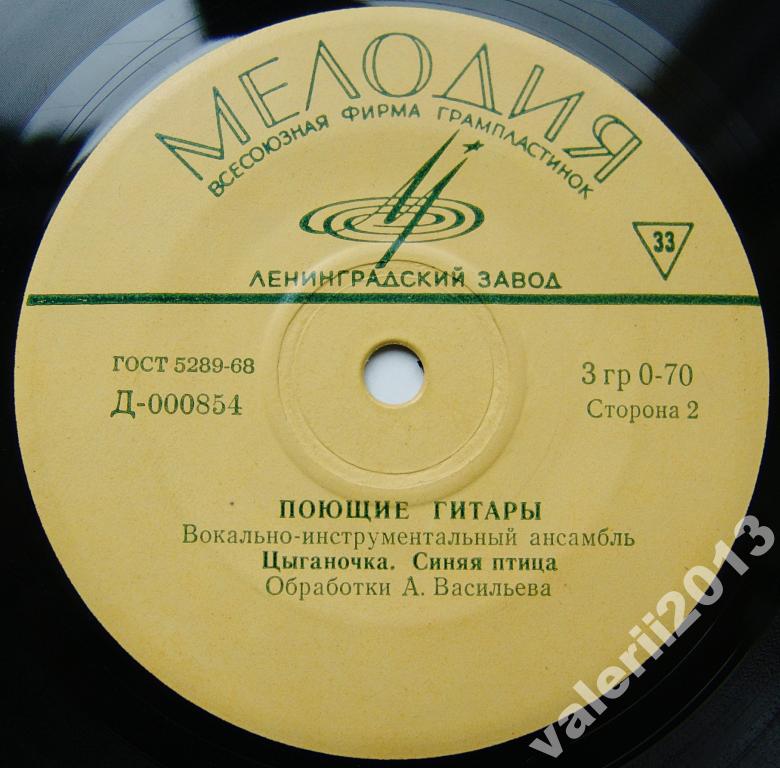 МЕЛОДИЯ
ВСЕСОЮЗНАЯ ФИРМА ГРАМПЛАСТИНОК
33
ЛЕНИНГРАДСКИЙ ЗАВОД
ГОСТ 5289-68
3 гр 0-70
Д-000854
Сторона 2
ПОЮЩИЕ ГИТАРЫ
Вокально-инструментальный ансамбль
Цыганочка. Синяя птица
Обработки А. Васильева
valerii2013